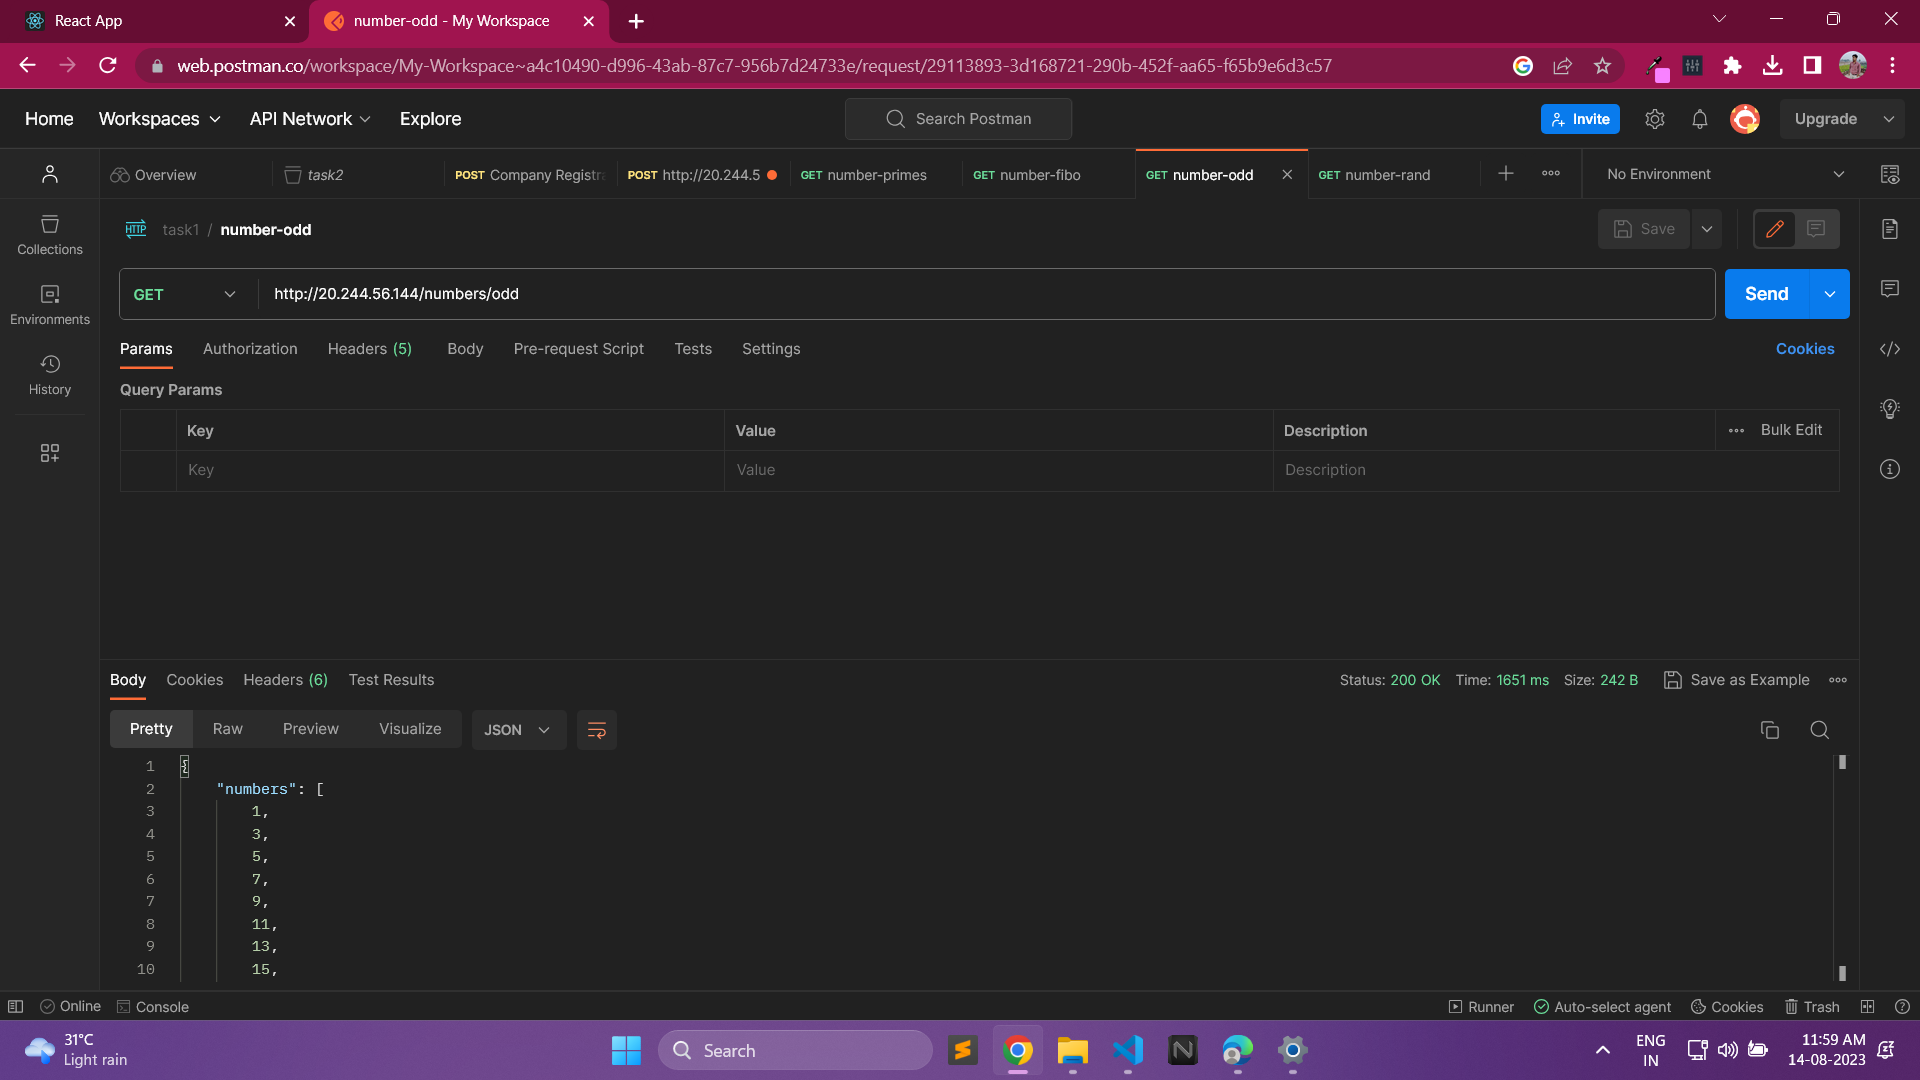 React App
number-odd - My Workspace
web.postman.co/workspace/My-Workspace~a4c10490-d996-43ab-87c7-956b7d24733e/request/29113893-3d168721-290b-452f-aa65-f65b9e6d3c57
Home Workspaces API Network Explore Search Postman Invite Upgrade
Overview task2 POST Company Registra POST http://20.244.5 GET number-primes GET number-fibo GET number-odd GET number-rand No Environment
HTTP task1 / number-odd Save
Collections
GET http://20.244.56.144/numbers/odd Send
Environments
Params Authorization Headers (5) Body Pre-request Script Tests Settings Cookies
History
Query Params
Key Value Description Bulk Edit
Key Value Description
Body Cookies Headers (6) Test Results Status: 200 OK Time: 1651 ms Size: 242 B Save as Example
Pretty Raw Preview Visualize JSON
1 {
2 "numbers": [
3 1,
4 3,
5 5,
6 7,
7 9,
8 11,
9 13,
10 15,
Online Console Runner Auto-select agent Cookies Trash
31°C
Light rain
Search
ENG
IN
11:59 AM
14-08-2023